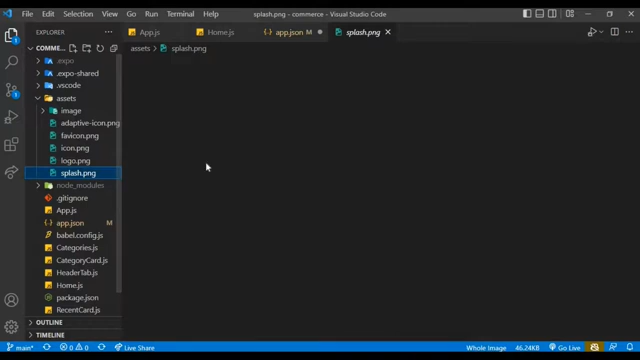 File Edit Selection View Go Run Terminal Help splash.png - commerce - Visual Studio Code
EXPLORER
App.js Home.js app.json splash.png
COMME...
assets > splash.png
.expo
.expo-shared
.vscode
assets
image
adaptive-icon.png
favicon.png
icon.png
logo.png
splash.png
node_modules
.gitignore
App.js
app.json M
babel.config.js
Categories.js
CategoryCard.js
HeaderTab.js
Home.js
package.json
RecentCard.js
OUTLINE
TIMELINE
main* 0 0 Live Share Whole Image 46.24KB Go Live